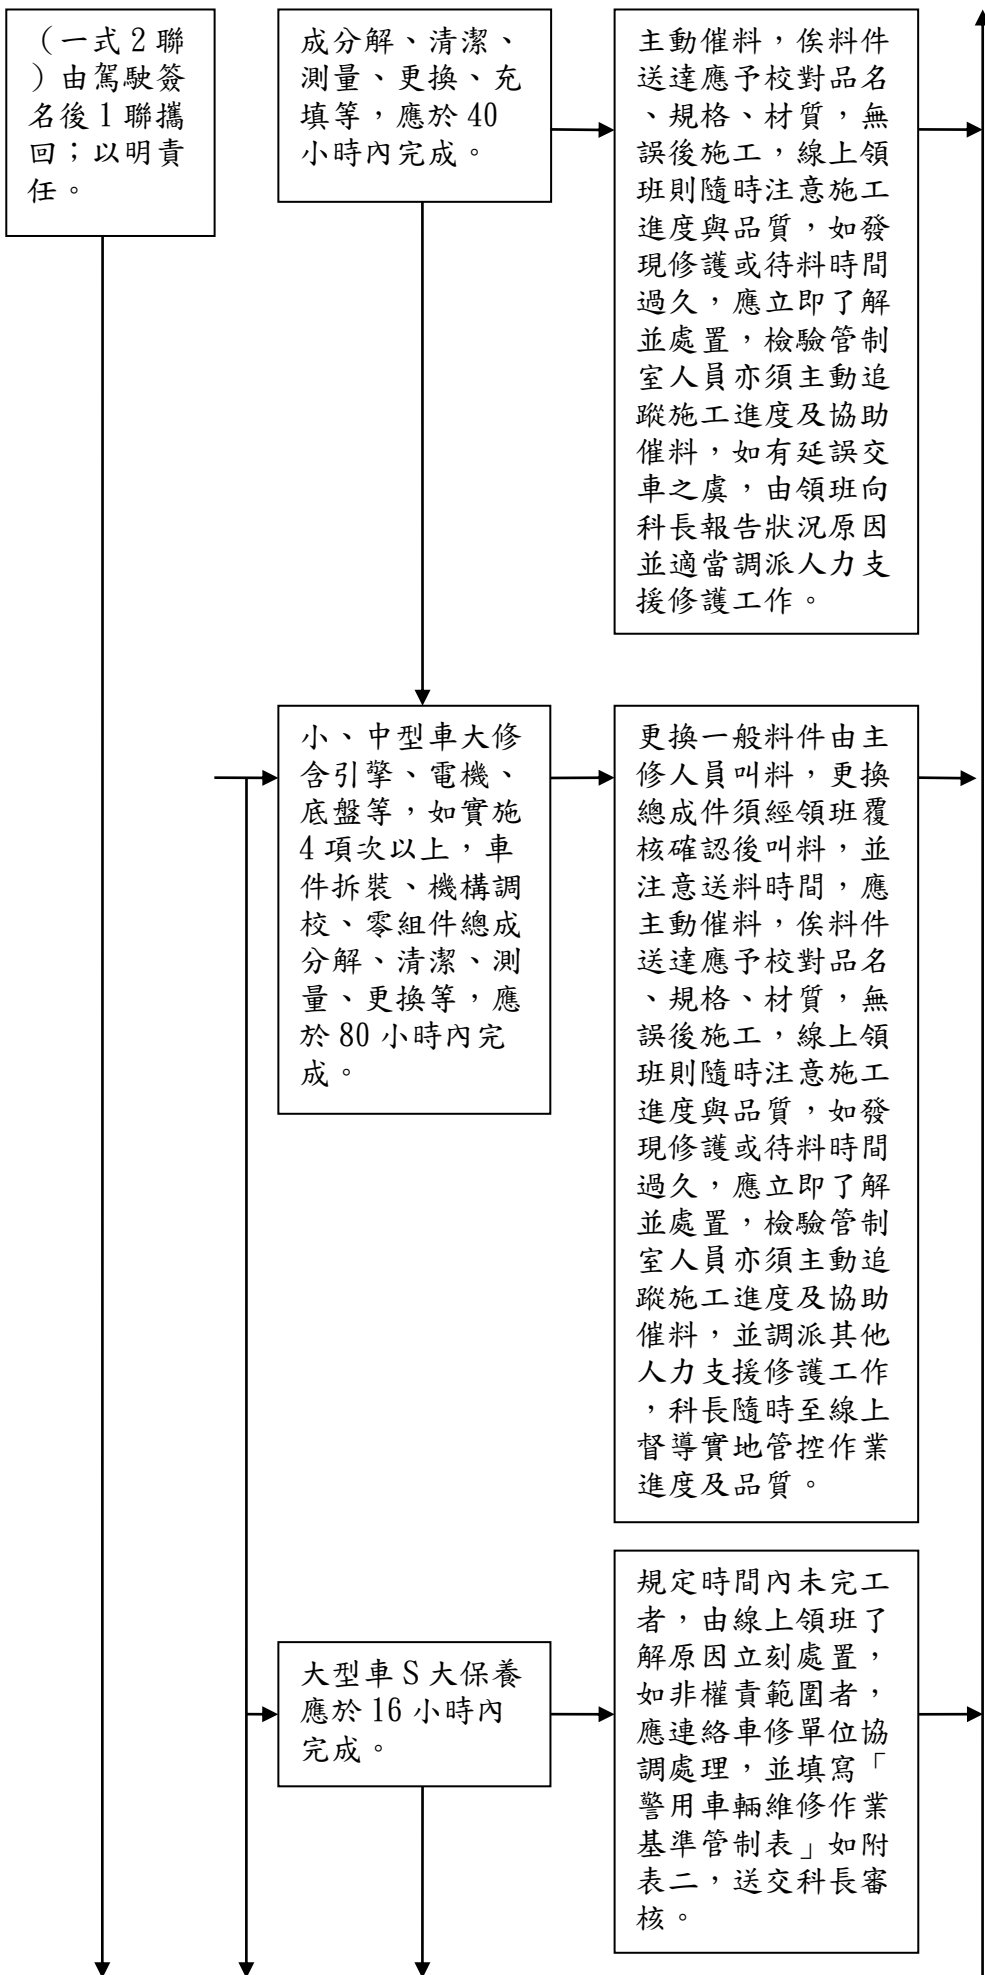 （一式2聯
）由駕駛簽
名後1聯攜
回；以明責
任。
成分解、清潔、
測量、更換、充
填等，應於40
小時內完成。
主動催料，俟料件
送達應予校對品名
、規格、材質，無
誤後施工，線上領
班則隨時注意施工
進度與品質，如發
現修護或待料時間
過久，應立即了解
並處置，檢驗管制
室人員亦須主動追
蹤施工進度及協助
催料，如有延誤交
車之虞，由領班向
科長報告狀況原因
並適當調派人力支
援修護工作。
小、中型車大修
含引擎、電機、
底盤等，如實施
4項次以上，車
件拆裝、機構調
校、零組件總成
分解、清潔、測
量、更換等，應
於80小時內完
成。
更換一般料件由主
修人員叫料，更換
總成件須經領班覆
核確認後叫料，並
注意送料時間，應
主動催料，俟料件
送達應予校對品名
、規格、材質，無
誤後施工，線上領
班則隨時注意施工
進度與品質，如發
現修護或待料時間
過久，應立即了解
並處置，檢驗管制
室人員亦須主動追
蹤施工進度及協助
催料，並調派其他
人力支援修護工作
，科長隨時至線上
督導實地管控作業
進度及品質。
大型車S大保養
應於16小時內
完成。
規定時間內未完工
者，由線上領班了
解原因立刻處置，
如非權責範圍者，
應連絡車修單位協
調處理，並填寫「
警用車輛維修作業
基準管制表」如附
表二，送交科長審
核。